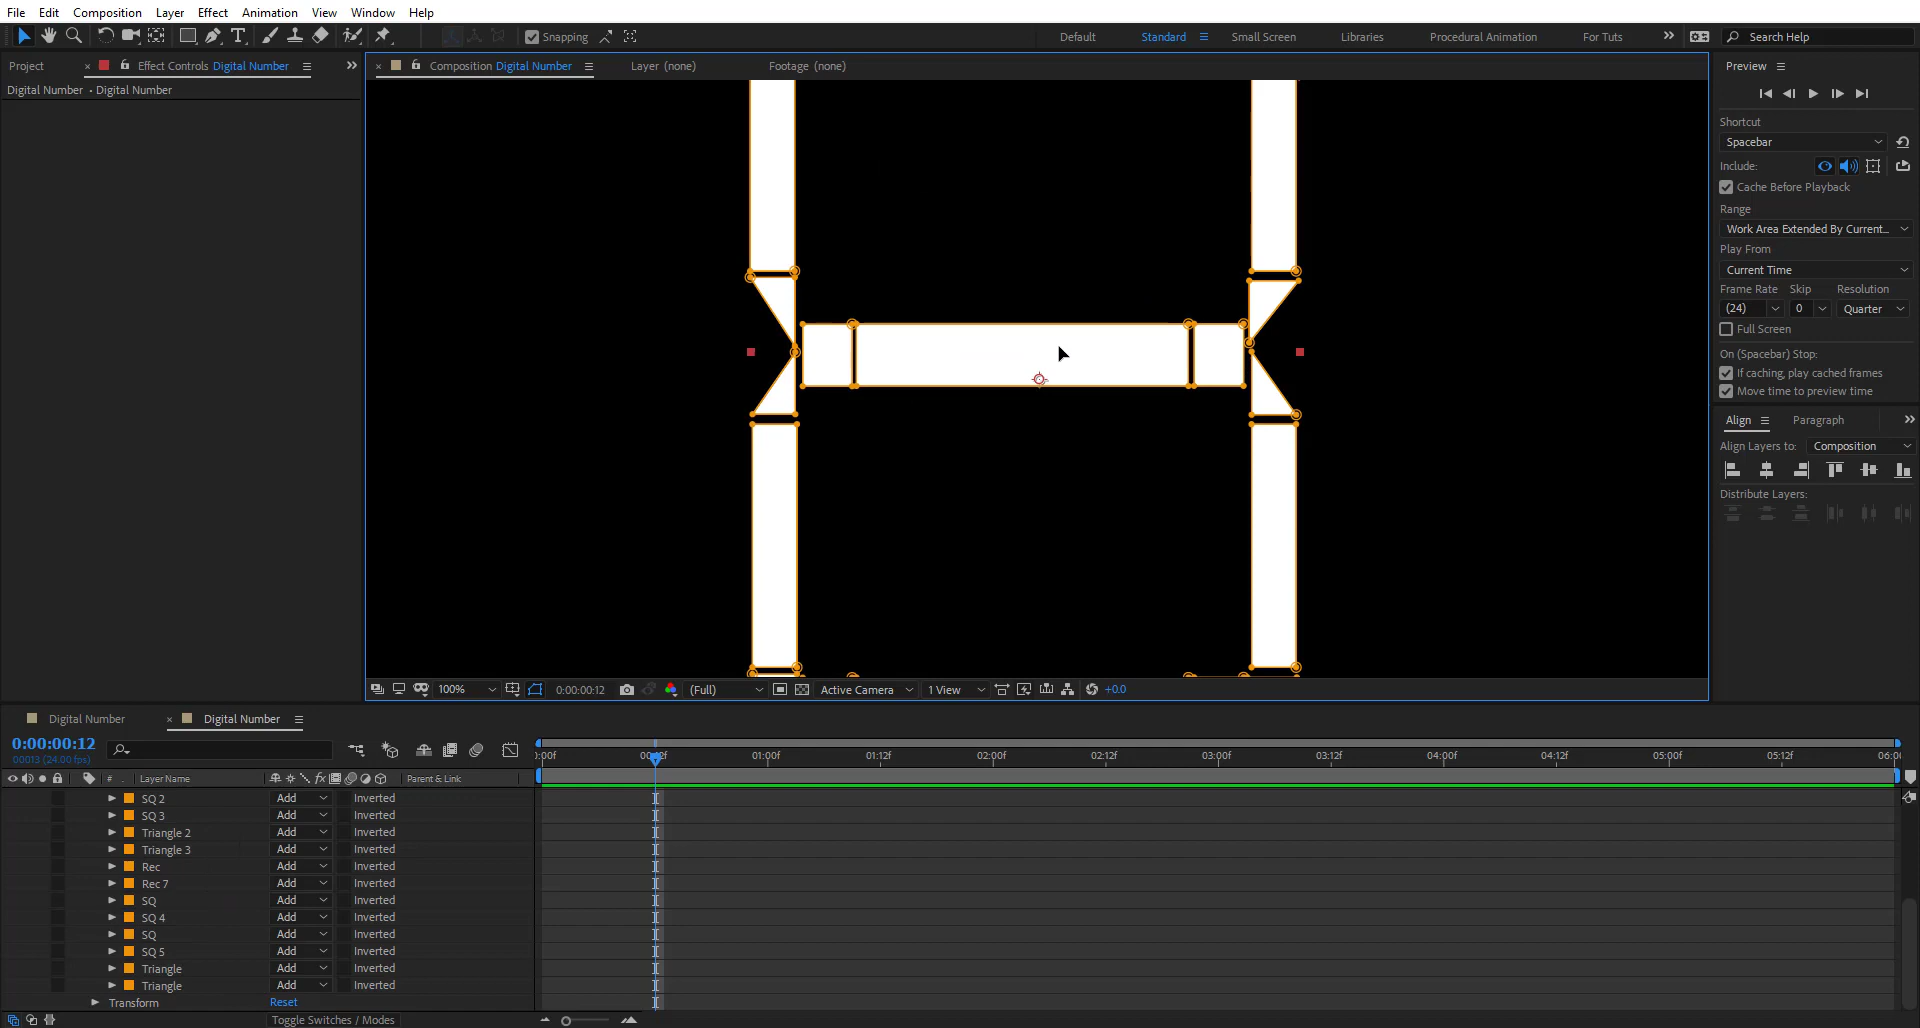 File Edit Composition Layer Effect Animation View Window Help
Snapping Default Standard Small Screen Libraries Procedural Animation For Tuts Search Help
Project × Effect Controls Digital Number
Digital Number • Digital Number
× Composition Digital Number Layer (none) Footage (none)
Preview
Shortcut
Spacebar
Include:
Cache Before Playback
Range
Work Area Extended By Current...
Play From
Current Time
Frame Rate Skip Resolution
(24) 0 Quarter
Full Screen
On (Spacebar) Stop:
If caching, play cached frames
Move time to preview time
Align Paragraph
Align Layers to: Composition
Distribute Layers:
100% 0:00:00:12 (Full) Active Camera 1 View +0.0
Digital Number × Digital Number
0:00:00:12
00013 (24.00 fps)
0:00f 00:12f 01:00f 01:12f 02:00f 02:12f 03:00f 03:12f 04:00f 04:12f 05:00f 05:12f 06:0
# Layer Name Parent & Link
SQ 2 Add Inverted
SQ 3 Add Inverted
Triangle 2 Add Inverted
Triangle 3 Add Inverted
Rec Add Inverted
Rec 7 Add Inverted
SQ Add Inverted
SQ 4 Add Inverted
SQ Add Inverted
SQ 5 Add Inverted
Triangle Add Inverted
Triangle Add Inverted
Transform Reset
Toggle Switches / Modes